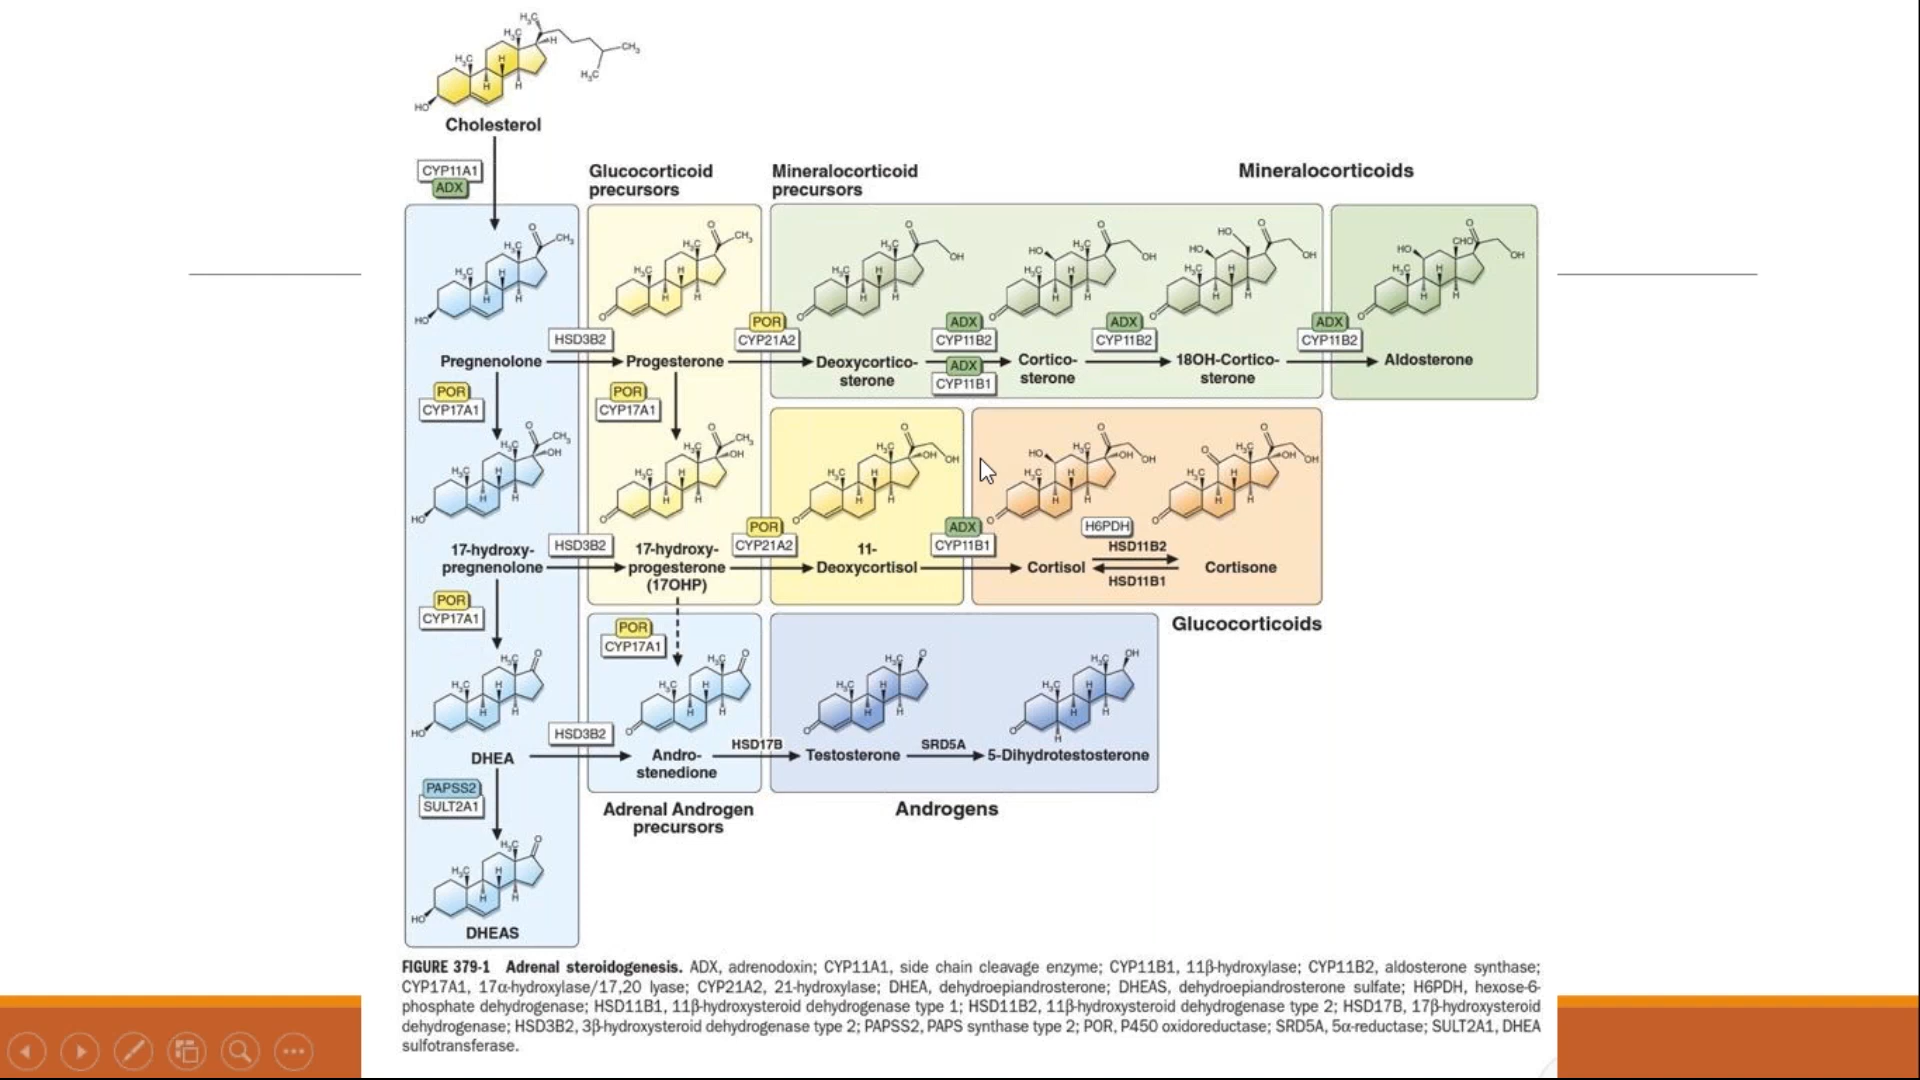 Cholesterol
CYP11A1
ADX
Glucocorticoid
precursors
Mineralocorticoid
precursors
Mineralocorticoids
HSD3B2
POR
CYP21A2
ADX
CYP11B2
ADX
CYP11B2
ADX
CYP11B2
Pregnenolone
Progesterone
Deoxycortico-
sterone
ADX
CYP11B1
Cortico-
sterone
18OH-Cortico-
sterone
Aldosterone
POR
CYP17A1
POR
CYP17A1
HSD3B2
POR
CYP21A2
ADX
CYP11B1
H6PDH
HSD11B2
HSD11B1
17-hydroxy-
pregnenolone
17-hydroxy-
progesterone
(17OHP)
11-
Deoxycortisol
Cortisol
Cortisone
Glucocorticoids
POR
CYP17A1
POR
CYP17A1
HSD3B2
HSD17B
SRD5A
DHEA
Andro-
stenedione
Testosterone
5-Dihydrotestosterone
PAPSS2
SULT2A1
Adrenal Androgen
precursors
Androgens
DHEAS
FIGURE 379-1 Adrenal steroidogenesis. ADX, adrenodoxin; CYP11A1, side chain cleavage enzyme; CYP11B1, 11β-hydroxylase; CYP11B2, aldosterone synthase;
CYP17A1, 17α-hydroxylase/17,20 lyase; CYP21A2, 21-hydroxylase; DHEA, dehydroepiandrosterone; DHEAS, dehydroepiandrosterone sulfate; H6PDH, hexose-6-
phosphate dehydrogenase; HSD11B1, 11β-hydroxysteroid dehydrogenase type 1; HSD11B2, 11β-hydroxysteroid dehydrogenase type 2; HSD17B, 17β-hydroxysteroid
dehydrogenase; HSD3B2, 3β-hydroxysteroid dehydrogenase type 2; PAPSS2, PAPS synthase type 2; POR, P450 oxidoreductase; SRD5A, 5α-reductase; SULT2A1, DHEA
sulfotransferase.